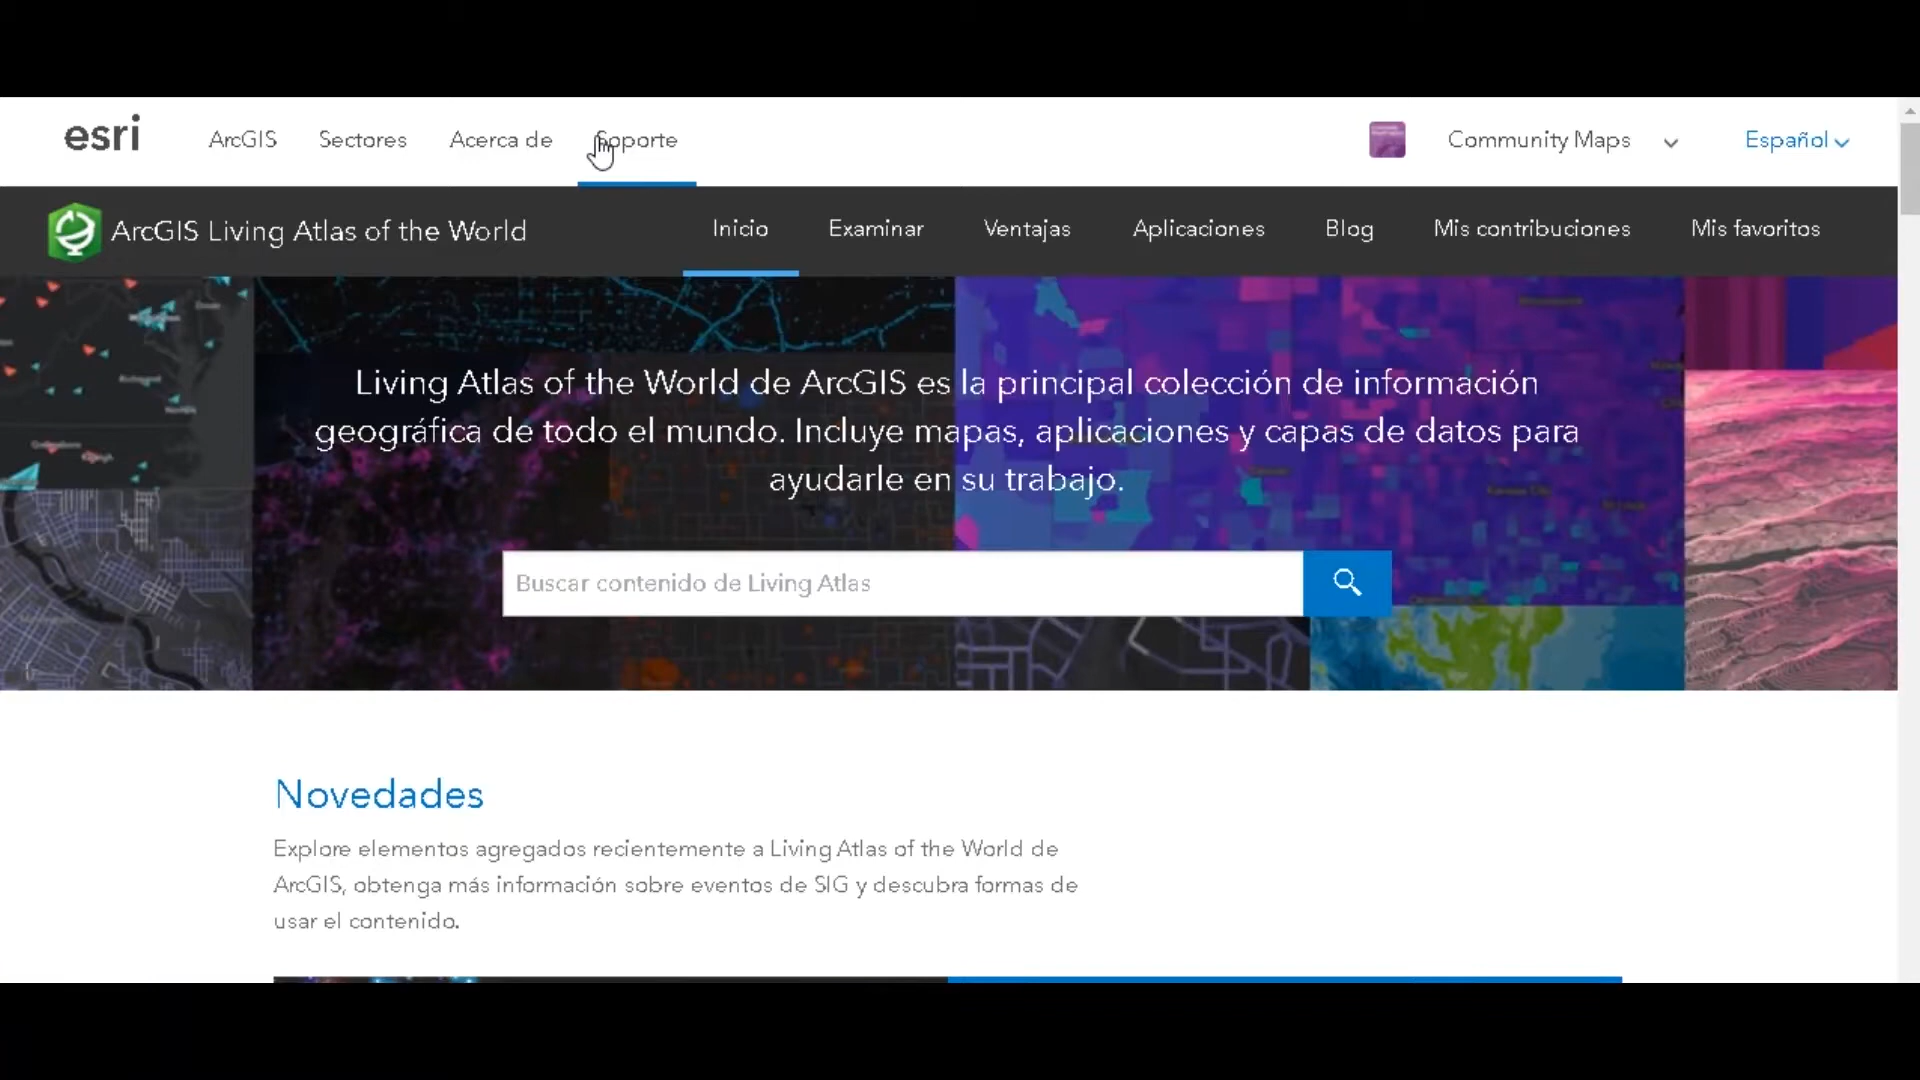 esri
ArcGIS
Sectores
Acerca de
Soporte
Community Maps
Español
ArcGIS Living Atlas of the World
Inicio
Examinar
Ventajas
Aplicaciones
Blog
Mis contribuciones
Mis favoritos
Living Atlas of the World de ArcGIS es la principal colección de información
geográfica de todo el mundo. Incluye mapas, aplicaciones y capas de datos para
ayudarle en su trabajo.
Buscar contenido de Living Atlas
Novedades
Explore elementos agregados recientemente a Living Atlas of the World de
ArcGIS, obtenga más información sobre eventos de SIG y descubra formas de
usar el contenido.